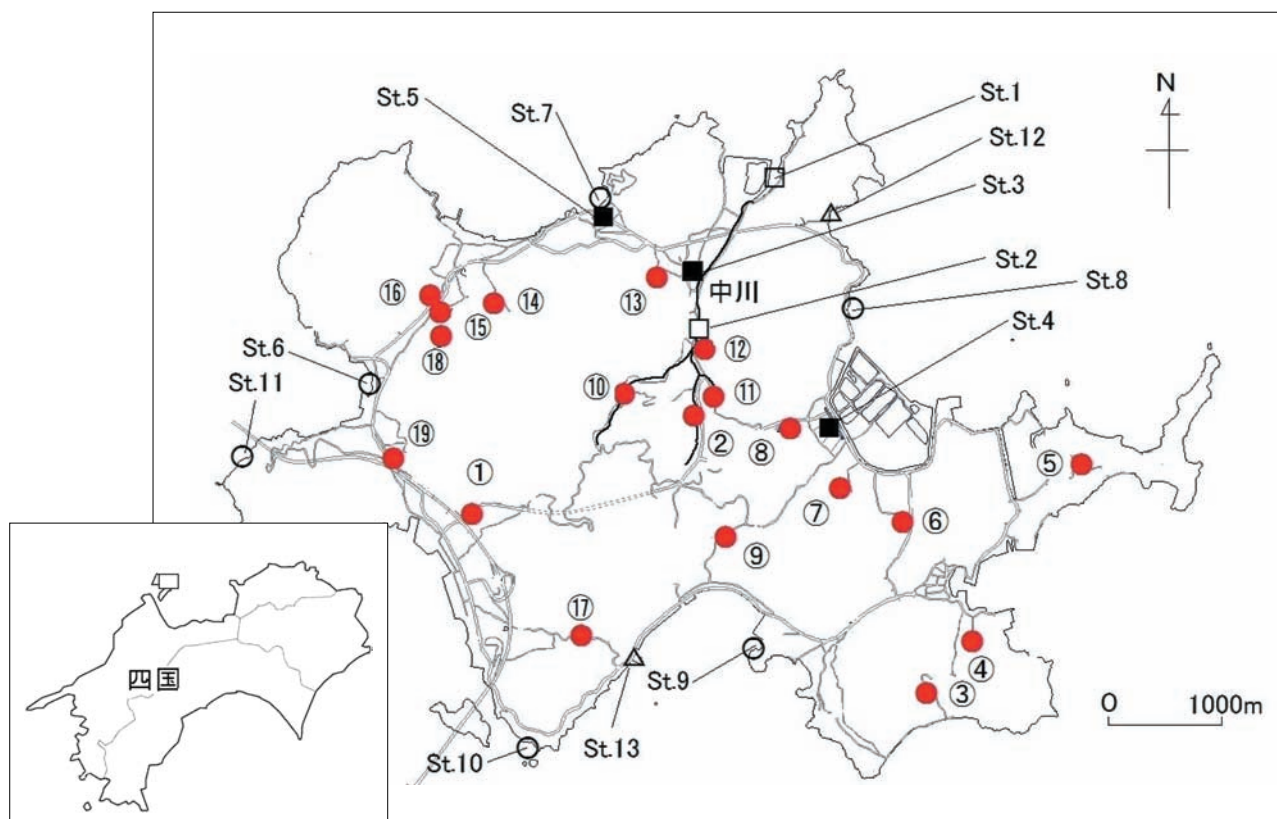 St.5
St.7
St.1
N
St.12
St.3
中川
St.2
St.8
⑯
⑭
⑬
⑮
⑱
⑫
St.4
St.6
St.11
⑩
⑪
②
⑧
⑲
①
⑤
⑦
⑥
⑨
⑰
④
③
St.9
St.13
St.10
0 1000m
四国